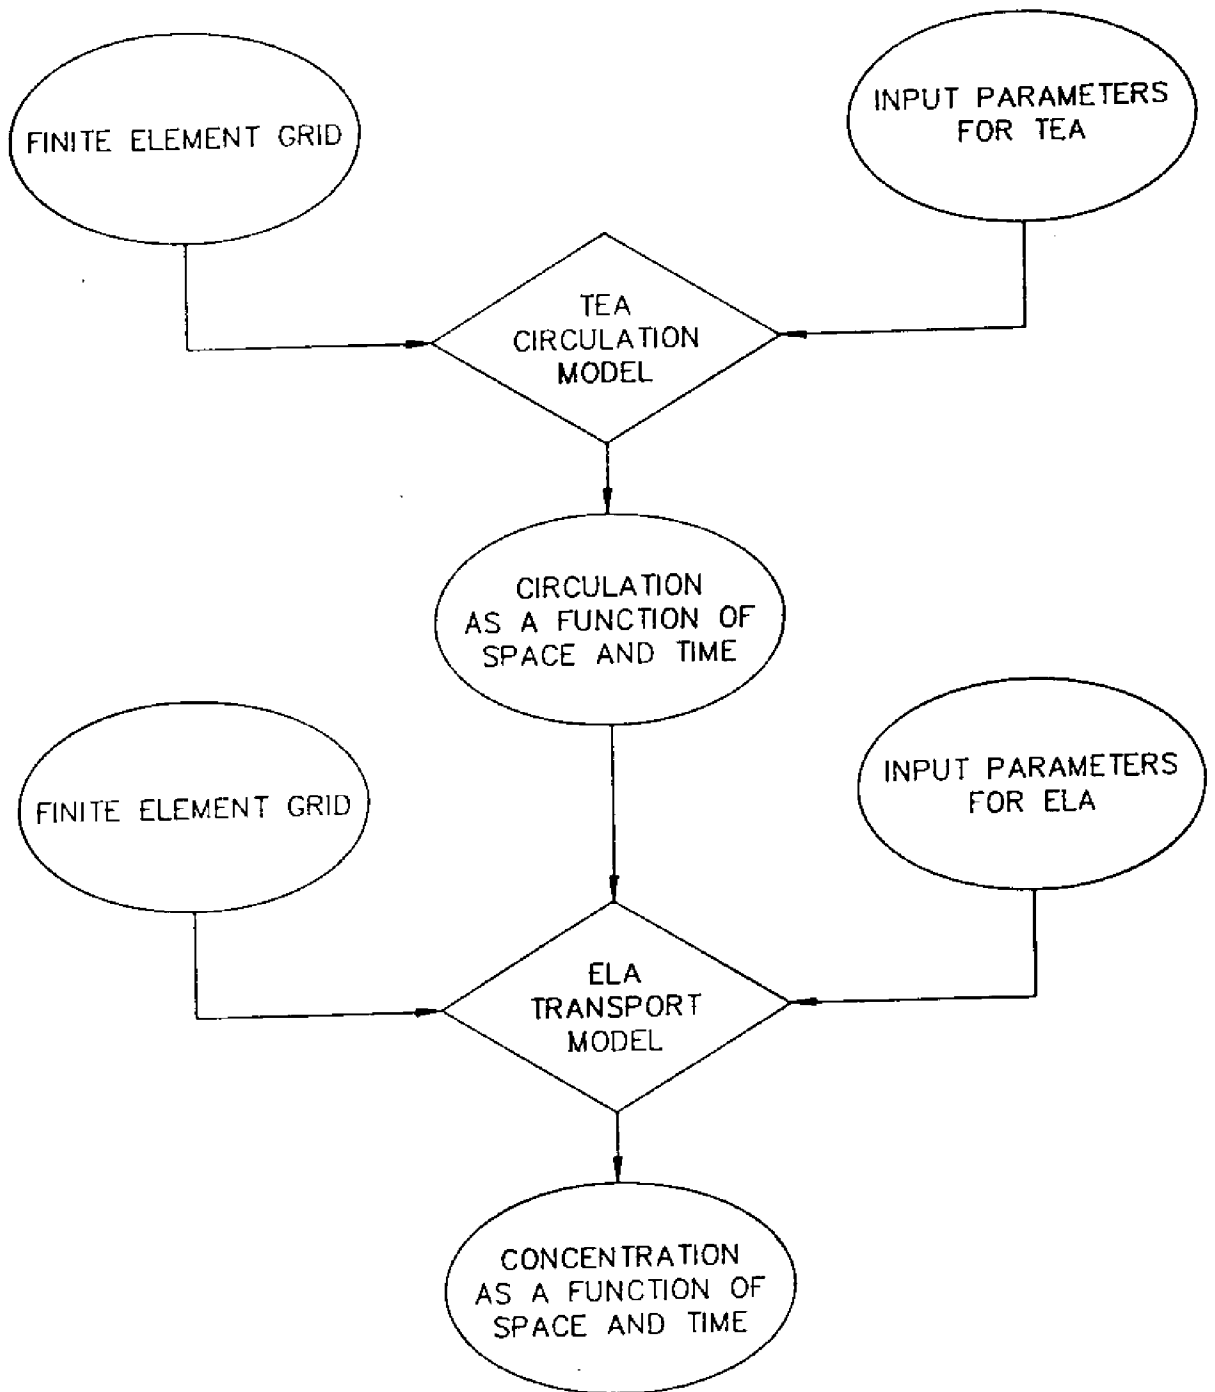 FINITE ELEMENT GRID
INPUT PARAMETERS
FOR TEA
TEA
CIRCULATION
MODEL
CIRCULATION
AS A FUNCTION OF
SPACE AND TIME
FINITE ELEMENT GRID
INPUT PARAMETERS
FOR ELA
ELA
TRANSPORT
MODEL
CONCENTRATION
AS A FUNCTION OF
SPACE AND TIME